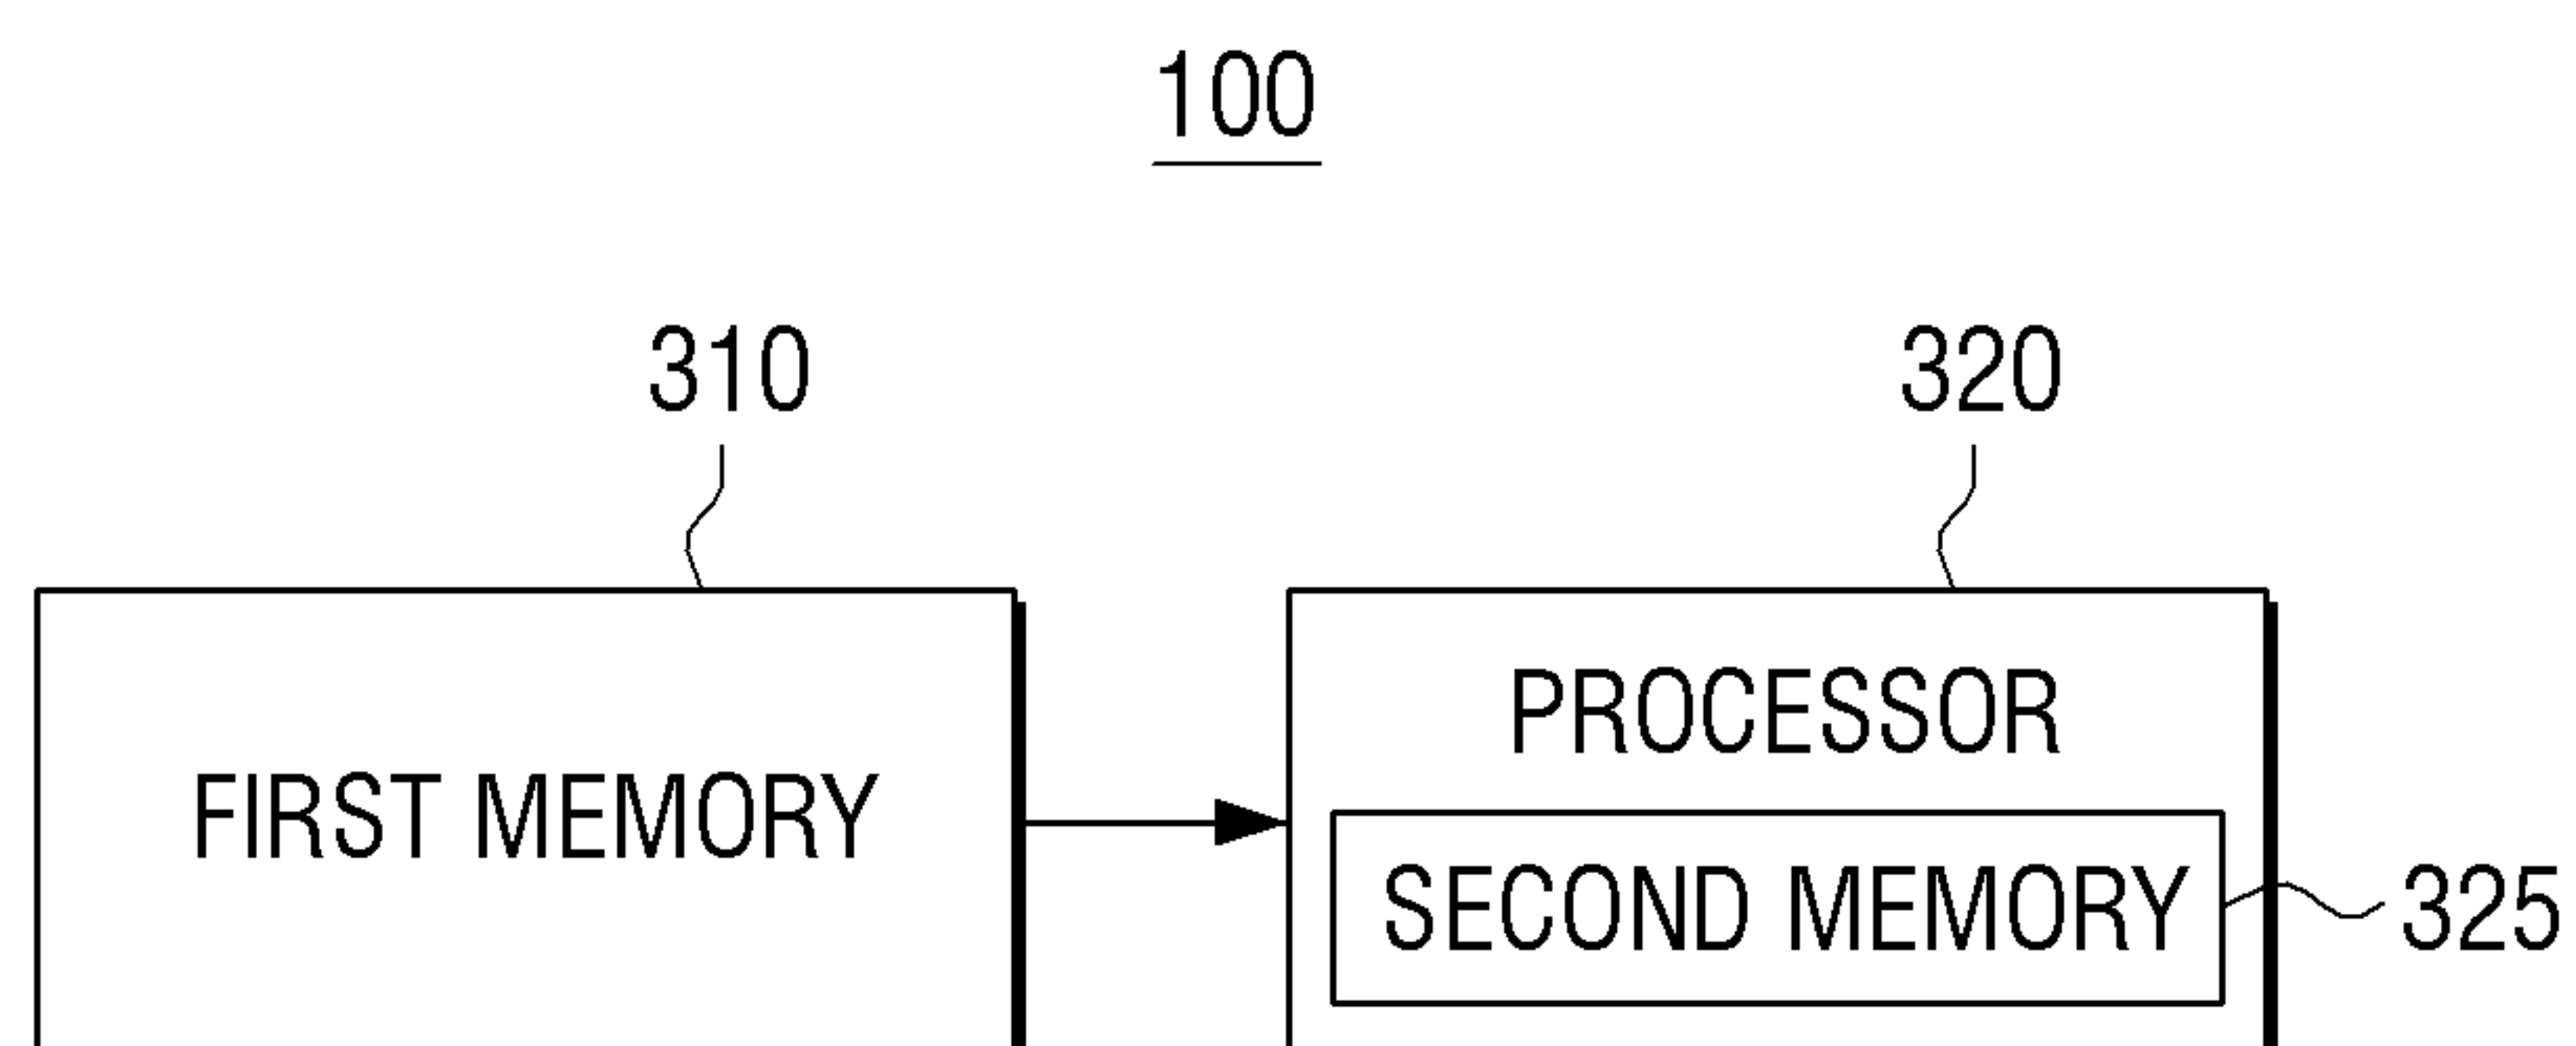 100
310
320
PROCESSOR
FIRST MEMORY
SECOND MEMORY
325